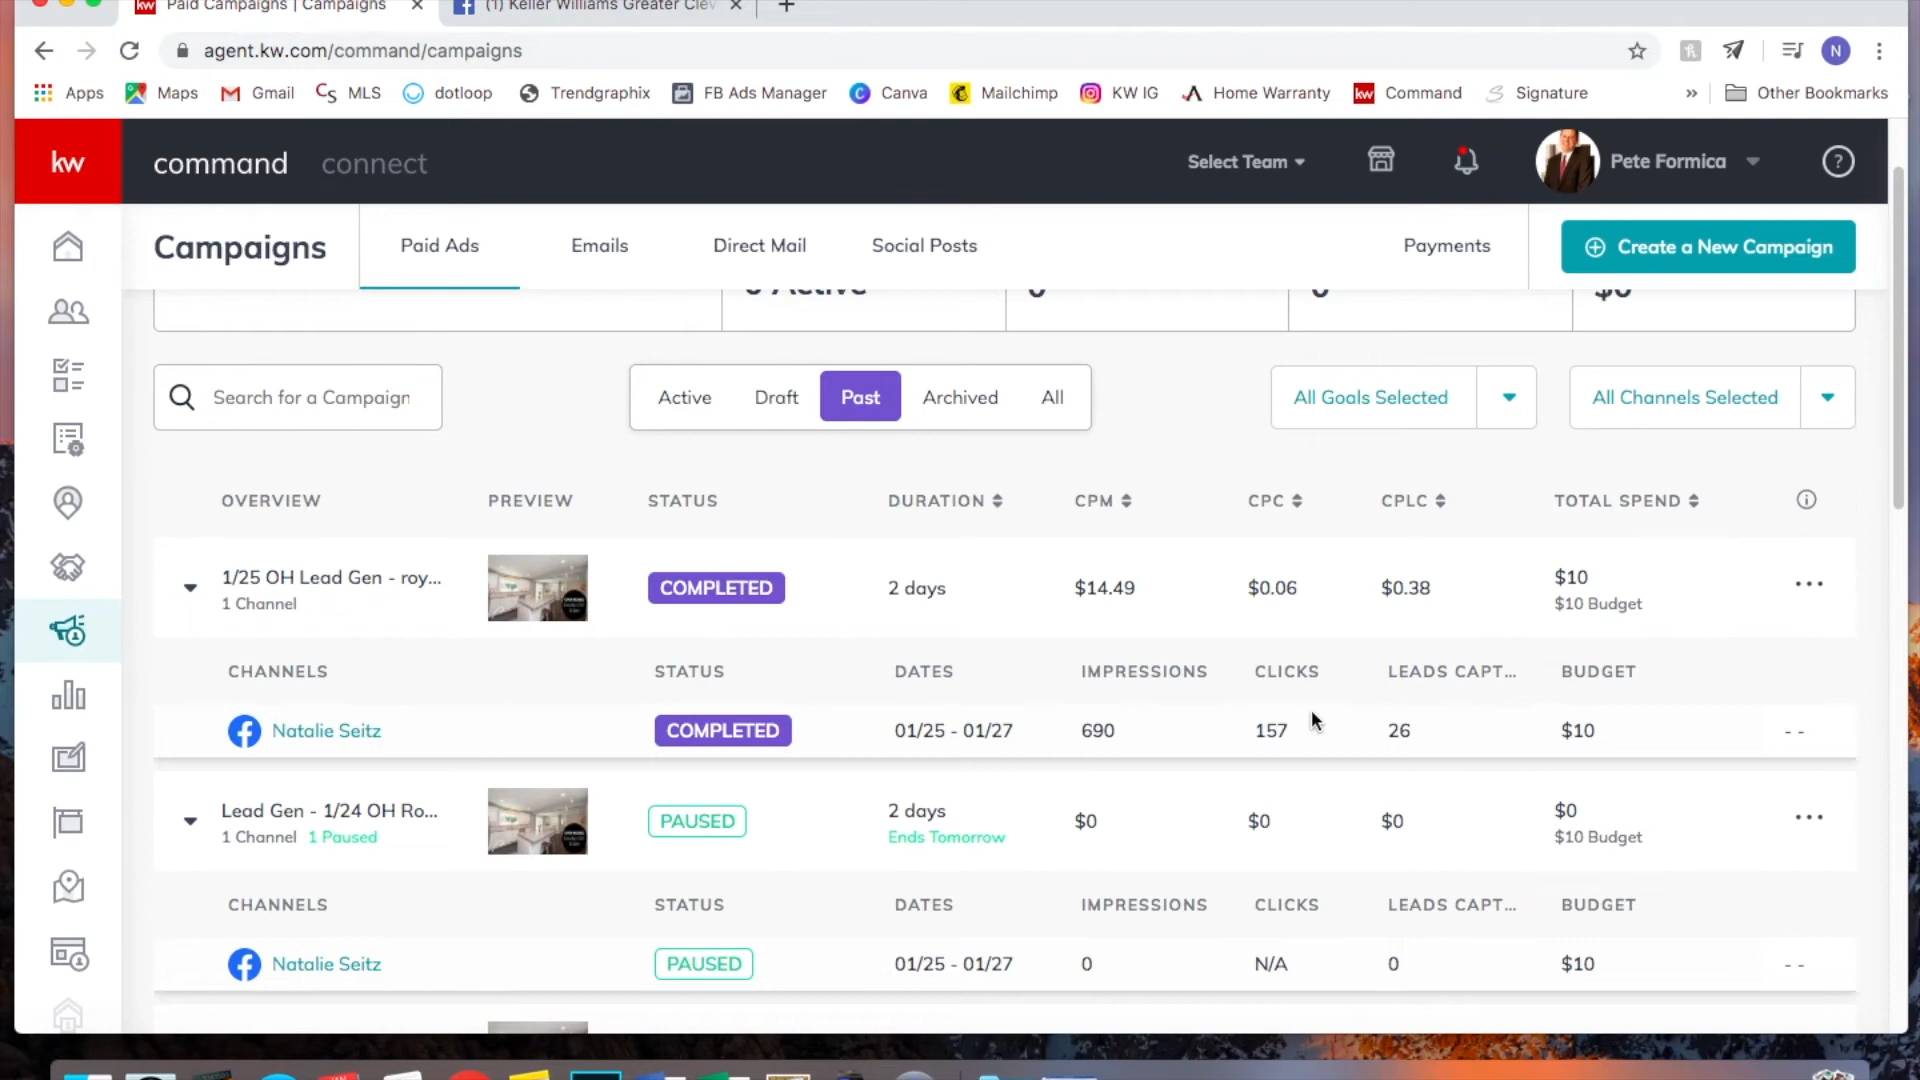 Paid Campaigns | Campaigns
(1) Keller Williams Greater Clev
agent.kw.com/command/campaigns
N
Apps Maps Gmail MLS dotloop Trendgraphix FB Ads Manager Canva Mailchimp KW IG Home Warranty Command Signature » Other Bookmarks
kw command connect Select Team Pete Formica ?
Campaigns Paid Ads Emails Direct Mail Social Posts Payments Create a New Campaign
0 Active 0 0 $0
Search for a Campaign Active Draft Past Archived All All Goals Selected All Channels Selected
OVERVIEW PREVIEW STATUS DURATION CPM CPC CPLC TOTAL SPEND
1/25 OH Lead Gen - roy... COMPLETED 2 days $14.49 $0.06 $0.38 $10
1 Channel $10 Budget
CHANNELS STATUS DATES IMPRESSIONS CLICKS LEADS CAPT... BUDGET
Natalie Seitz COMPLETED 01/25 - 01/27 690 157 26 $10 - -
Lead Gen - 1/24 OH Ro... PAUSED 2 days $0 $0 $0 $0
1 Channel 1 Paused Ends Tomorrow $10 Budget
CHANNELS STATUS DATES IMPRESSIONS CLICKS LEADS CAPT... BUDGET
Natalie Seitz PAUSED 01/25 - 01/27 0 N/A 0 $10 - -